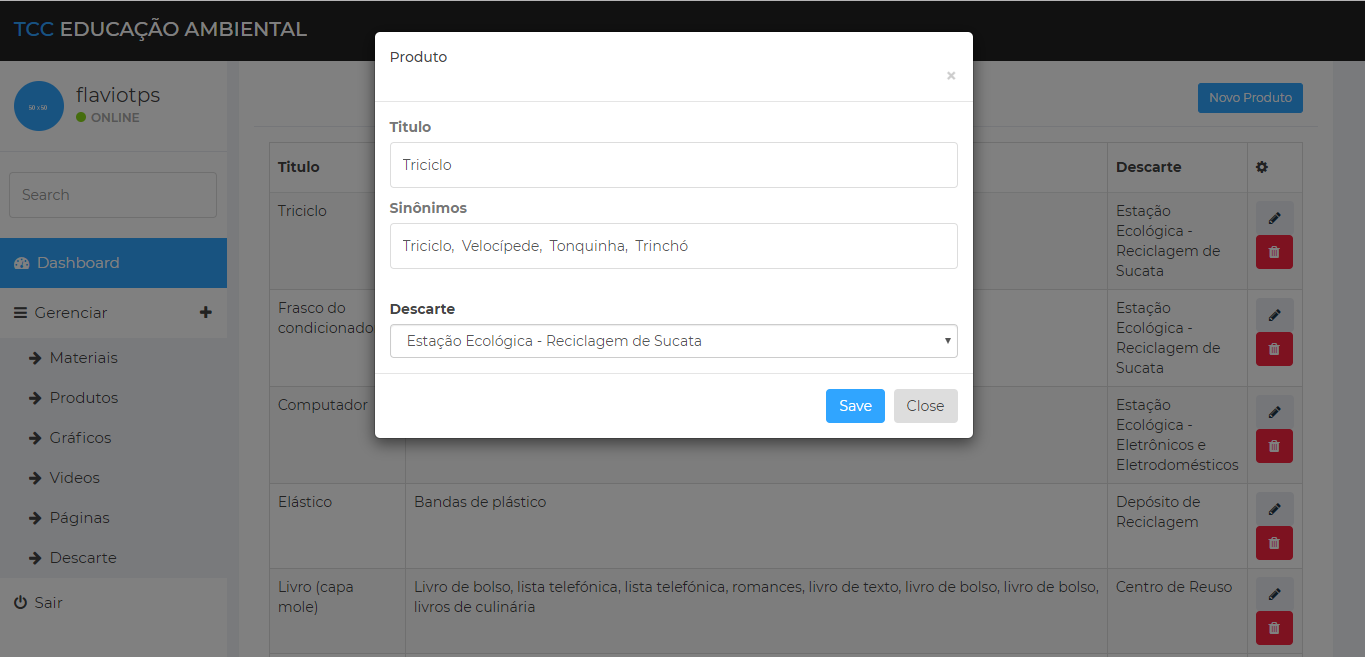 TCC EDUCAÇÃO AMBIENTAL
flaviotps
ONLINE
50 x 50
Search
Dashboard
Gerenciar
Materiais
Produtos
Gráficos
Videos
Páginas
Descarte
Sair
Produto
×
Titulo
Triciclo
Sinônimos
Triciclo, Velocípede, Tonquinha, Trinchó
Descarte
Estação Ecológica - Reciclagem de Sucata
Save
Close
Novo Produto
Titulo
Descarte
Triciclo
Estação
Ecológica -
Reciclagem de
Sucata
Frasco do
condicionado
Estação
Ecológica -
Reciclagem de
Sucata
Computador
Estação
Ecológica -
Eletrônicos e
Eletrodomésticos
Elástico
Bandas de plástico
Depósito de
Reciclagem
Livro (capa
mole)
Livro de bolso, lista telefónica, lista telefónica, romances, livro de texto, livro de bolso, livro de bolso,
livros de culinária
Centro de Reuso